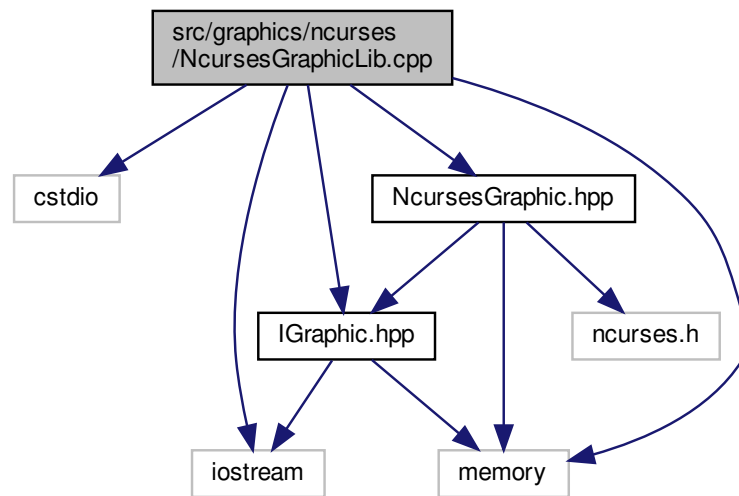 src/graphics/ncurses
/NcursesGraphicLib.cpp
cstdio
NcursesGraphic.hpp
IGraphic.hpp
ncurses.h
iostream
memory